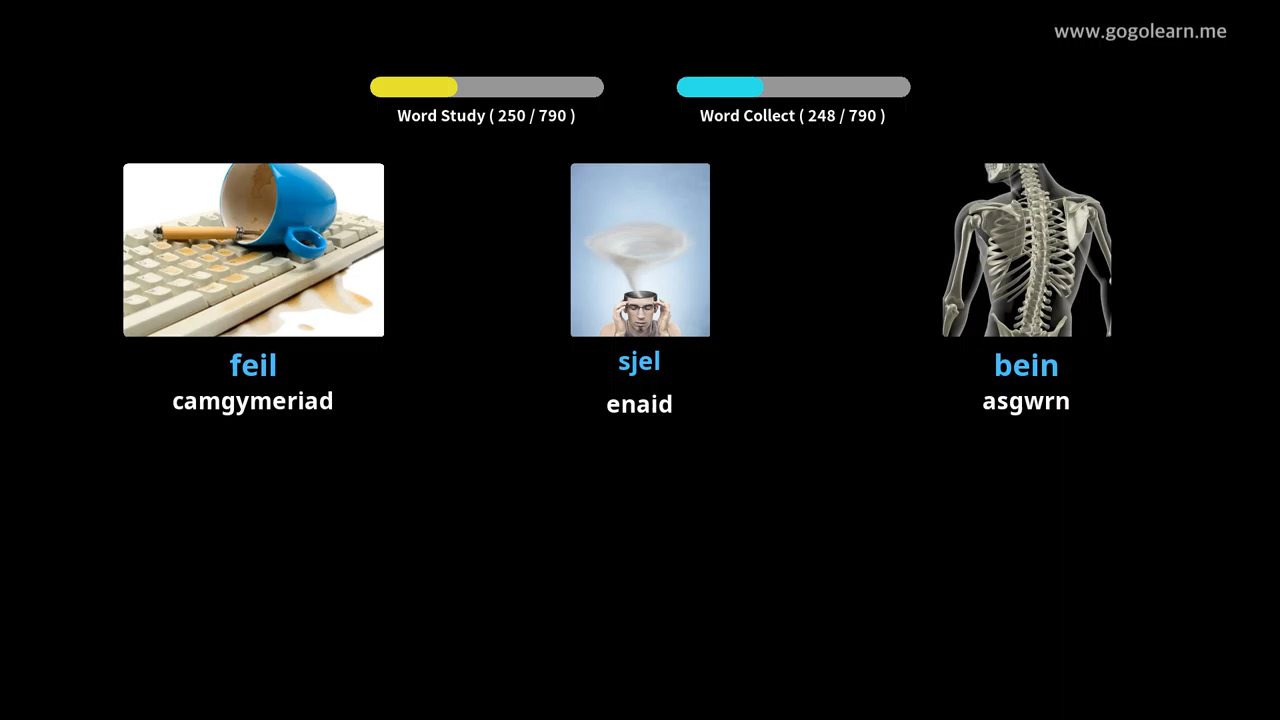 www.gogolearn.me
Word Study ( 250 / 790 )
Word Collect ( 248 / 790 )
feil
camgymeriad
sjel
enaid
bein
asgwrn